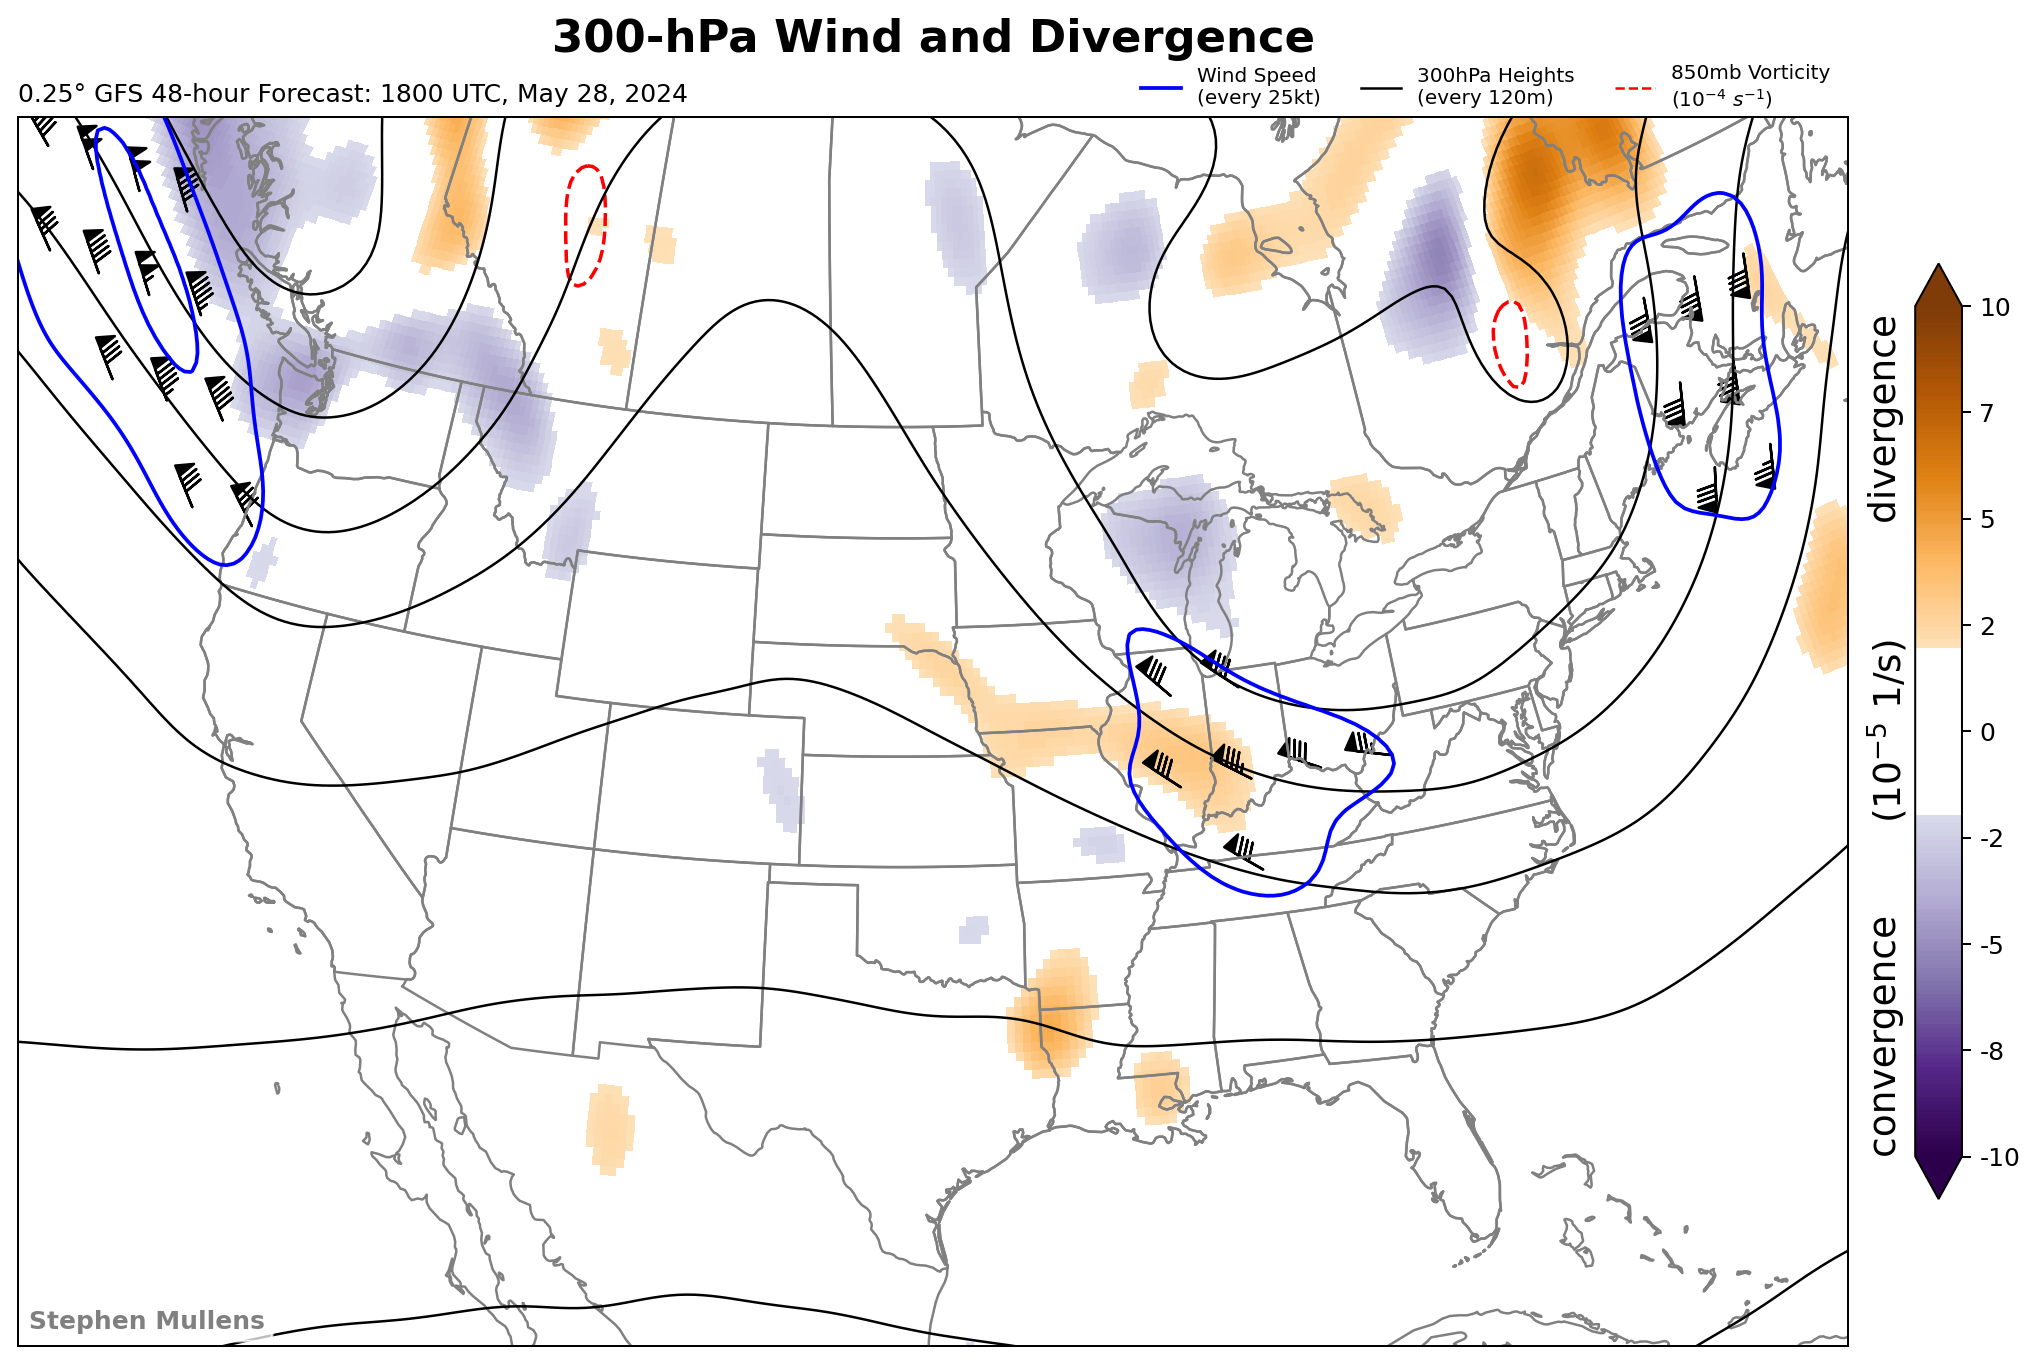 300-hPa Wind and Divergence
0.25° GFS 48-hour Forecast: 1800 UTC, May 28, 2024
Wind Speed
(every 25kt)
300hPa Heights
(every 120m)
850mb Vorticity
(10⁻⁴ s⁻¹)
10
7
5
2
0
-2
-5
-8
-10
convergence (10⁻⁵ 1/s) divergence
Stephen Mullens